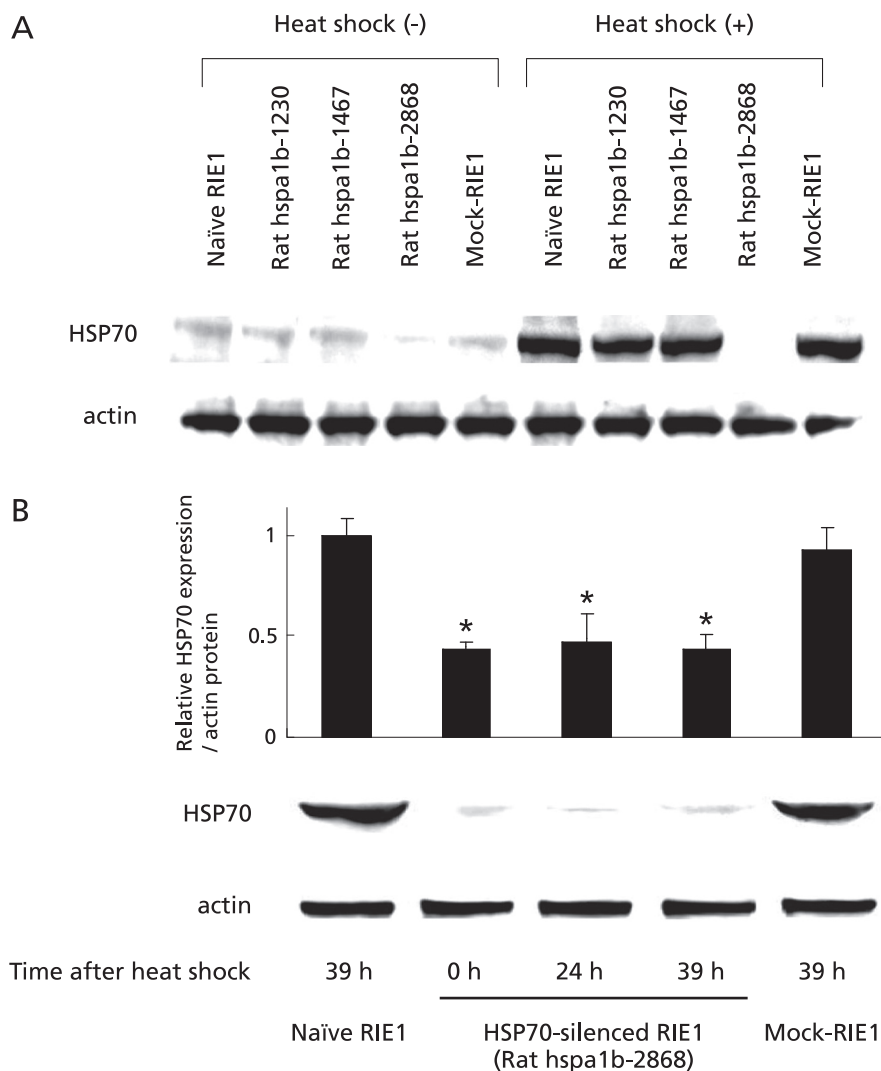 A
Heat shock (-)
Heat shock (+)
Naïve RIE1
Rat hspa1b-1230
Rat hspa1b-1467
Rat hspa1b-2868
Mock-RIE1
Naïve RIE1
Rat hspa1b-1230
Rat hspa1b-1467
Rat hspa1b-2868
Mock-RIE1
HSP70
actin
B
Relative HSP70 expression
/ actin protein
1
0.5
0
*
*
*
HSP70
actin
Time after heat shock
39 h
0 h
24 h
39 h
39 h
Naïve RIE1
HSP70-silenced RIE1
(Rat hspa1b-2868)
Mock-RIE1